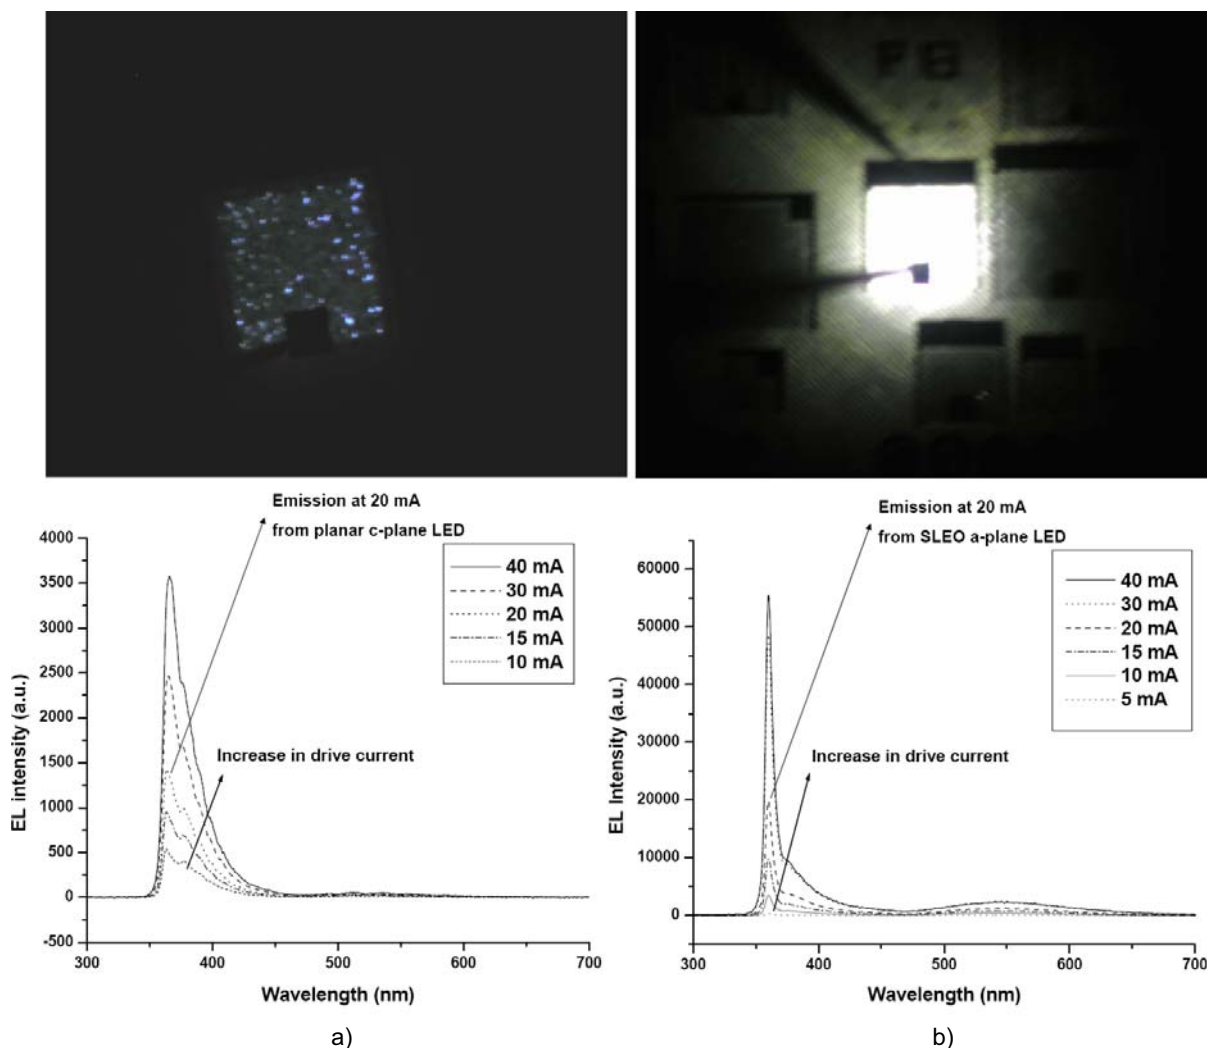 FB
Emission at 20 mA
from planar c-plane LED
4000
3500
3000
2500
2000
1500
1000
500
0
-500
EL intensity (a.u.)
40 mA
30 mA
20 mA
15 mA
10 mA
Increase in drive current
300
400
500
600
700
Wavelength (nm)
a)
Emission at 20 mA
from SLEO a-plane LED
60000
50000
40000
30000
20000
10000
0
EL Intensity (a.u.)
40 mA
30 mA
20 mA
15 mA
10 mA
5 mA
Increase in drive current
300
400
500
600
700
Wavelength (nm)
b)